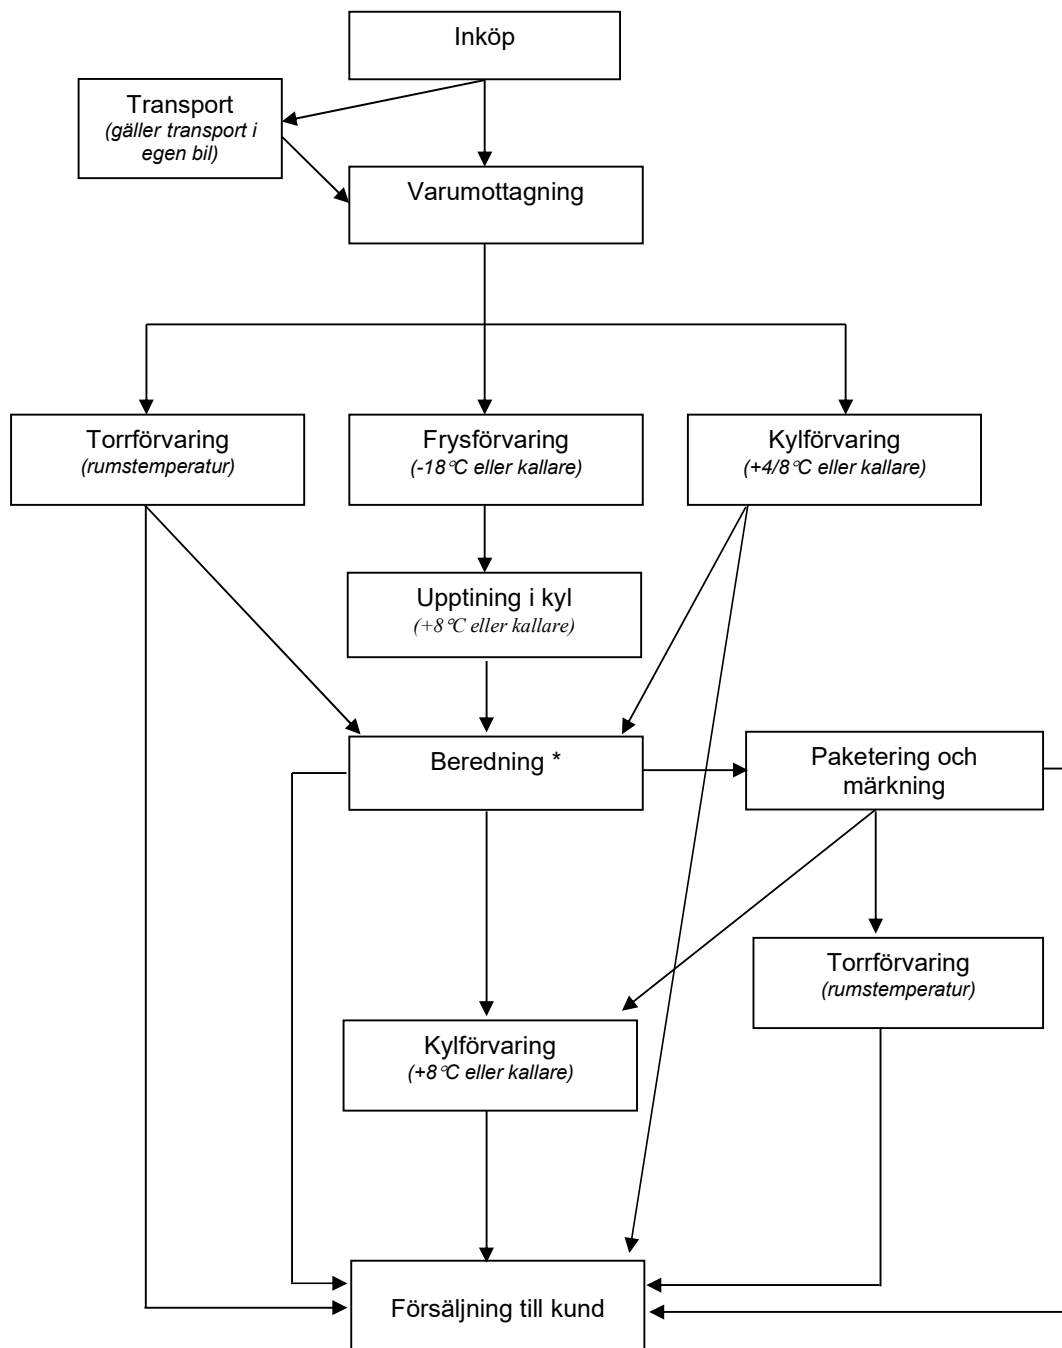 Inköp
Transport
(gäller transport i
egen bil)
Varumottagning
Torrförvaring
(rumstemperatur)
Frysförvaring
(-18°C eller kallare)
Kylförvaring
(+4/8°C eller kallare)
Upptining i kyl
(+8°C eller kallare)
Beredning *
Paketering och
märkning
Torrförvaring
(rumstemperatur)
Kylförvaring
(+8°C eller kallare)
Försäljning till kund